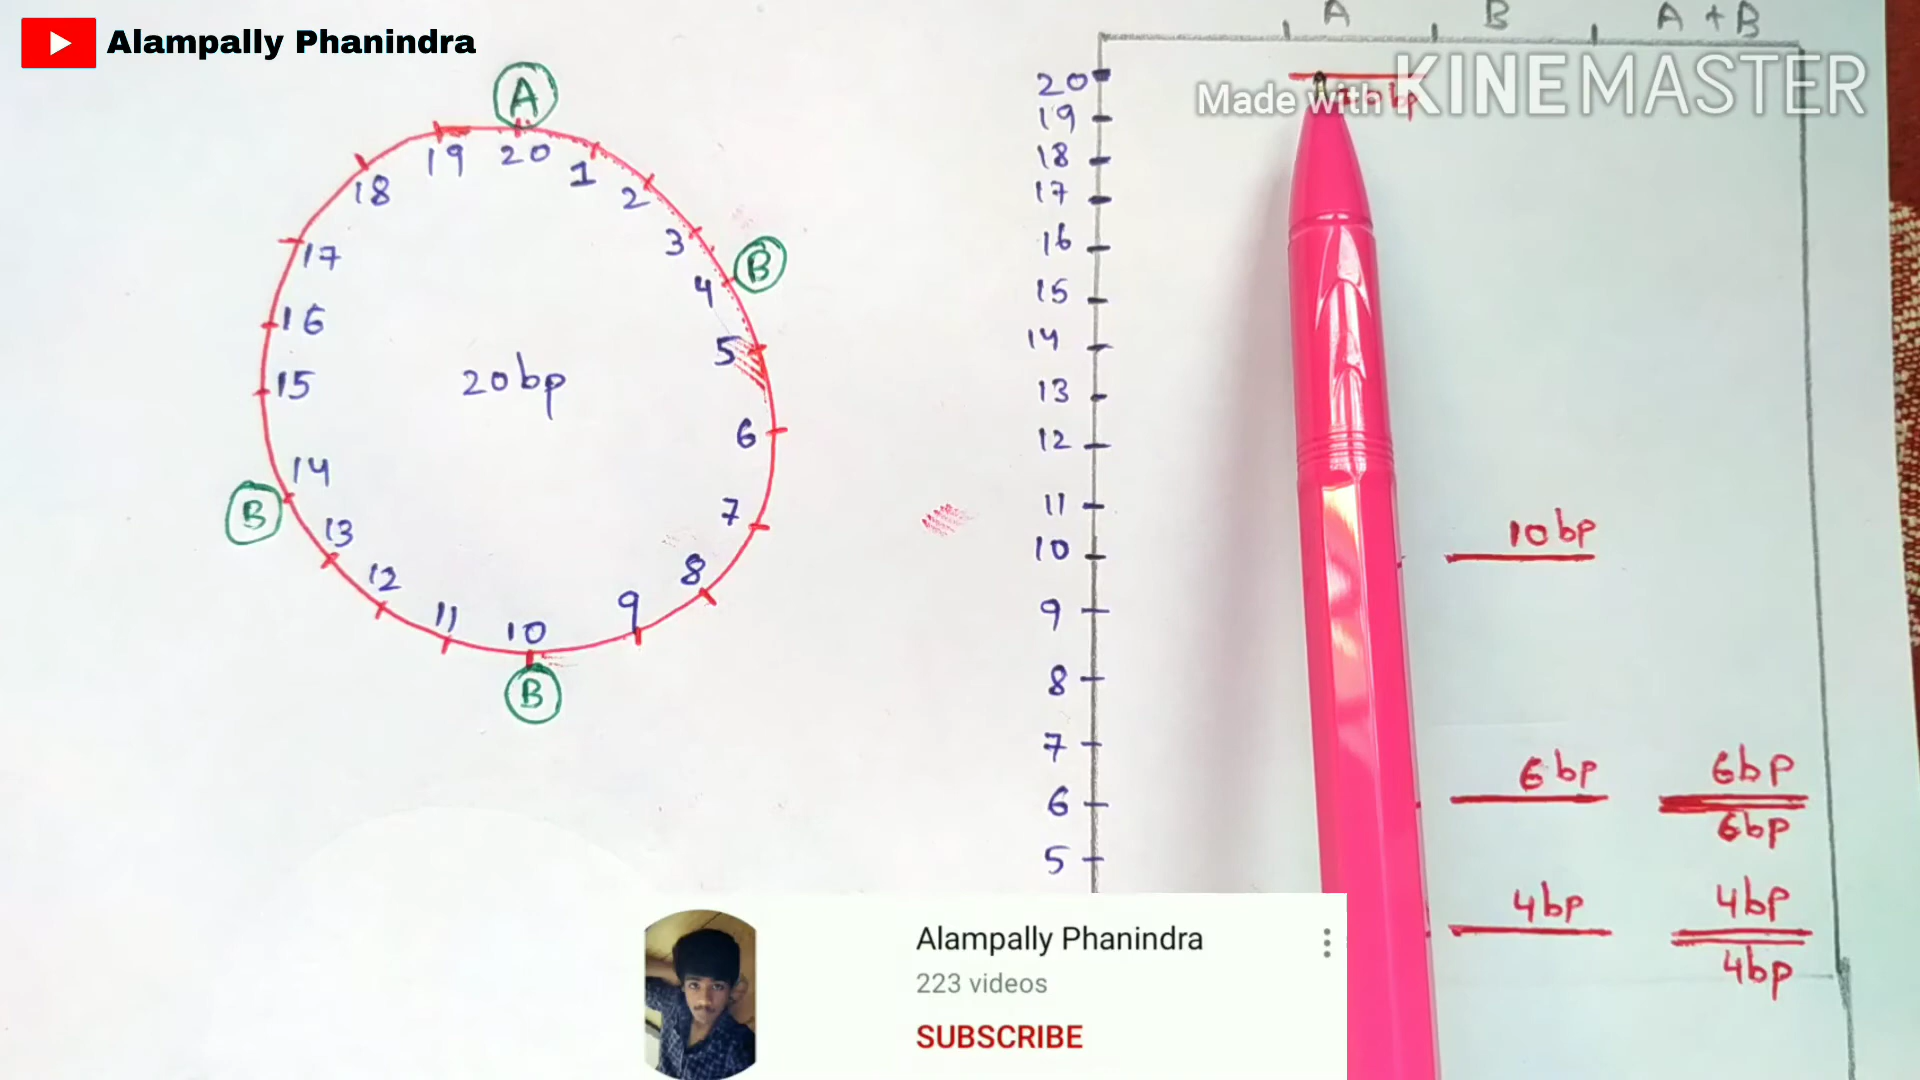 Alampally Phanindra
A
19 20 1
18 2
17 3
B
4
16 5
15 20bp
6
14
B
13 7
12 8
11 10 9
B
A B A + B
20
Made with KINEMASTER
19
18
17
16
15
14
13
12
11
10 10bp
9
8
7
6 6bp 6bp
6bp
5
4bp 4bp
4bp
Alampally Phanindra
223 videos
SUBSCRIBE